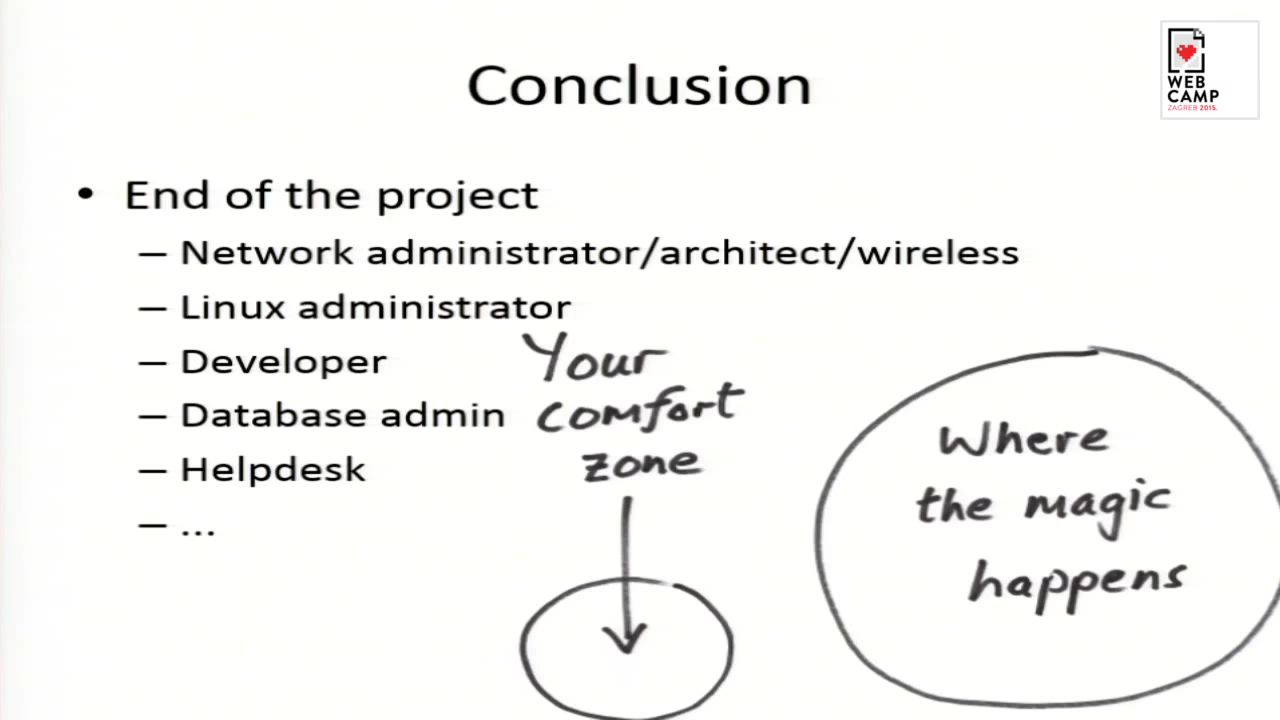 Conclusion
WEB
CAMP
ZAGREB 2015.
• End of the project
– Network administrator/architect/wireless
– Linux administrator
– Developer
– Database admin
– Helpdesk
– ...
Your
comfort
zone
Where
the magic
happens